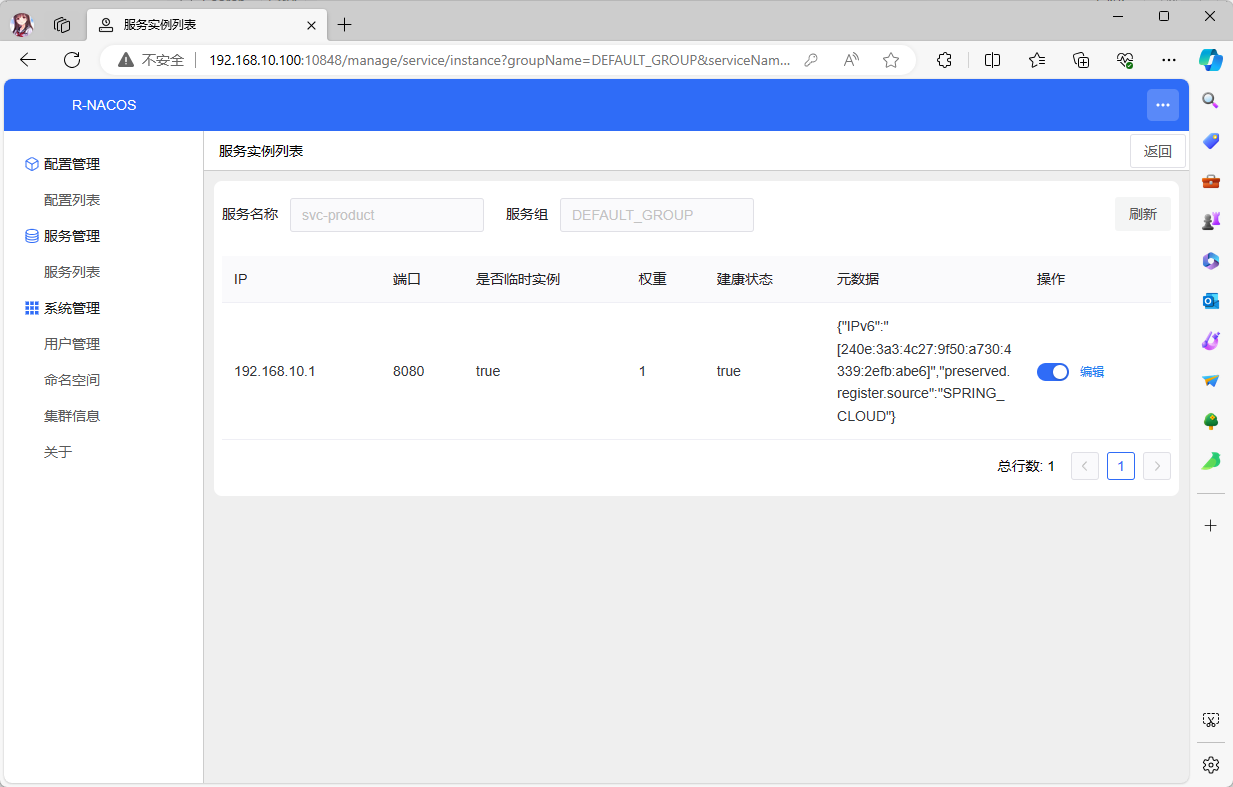 服务实例列表
不安全
192.168.10.100:10848/manage/service/instance?groupName=DEFAULT_GROUP&serviceNam...
R-NACOS
配置管理
配置列表
服务管理
服务列表
系统管理
用户管理
命名空间
集群信息
关于
服务实例列表
返回
服务名称 svc-product 服务组 DEFAULT_GROUP 刷新
IP 端口 是否临时实例 权重 建康状态 元数据 操作
192.168.10.1 8080 true 1 true
{"IPv6":"
[240e:3a3:4c27:9f50:a730:4
339:2efb:abe6]","preserved.
register.source":"SPRING_
CLOUD"}
编辑
总行数: 1
1